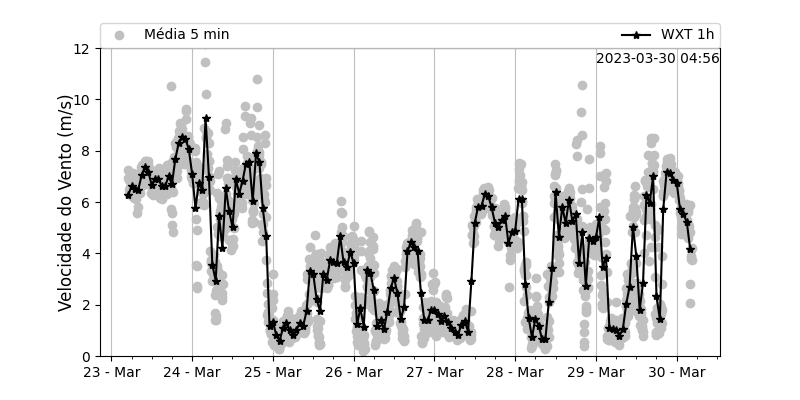 Média 5 min
WXT 1h
2023-03-30 04:56
Velocidade do Vento (m/s)
12
10
8
6
4
2
0
23 - Mar
24 - Mar
25 - Mar
26 - Mar
27 - Mar
28 - Mar
29 - Mar
30 - Mar